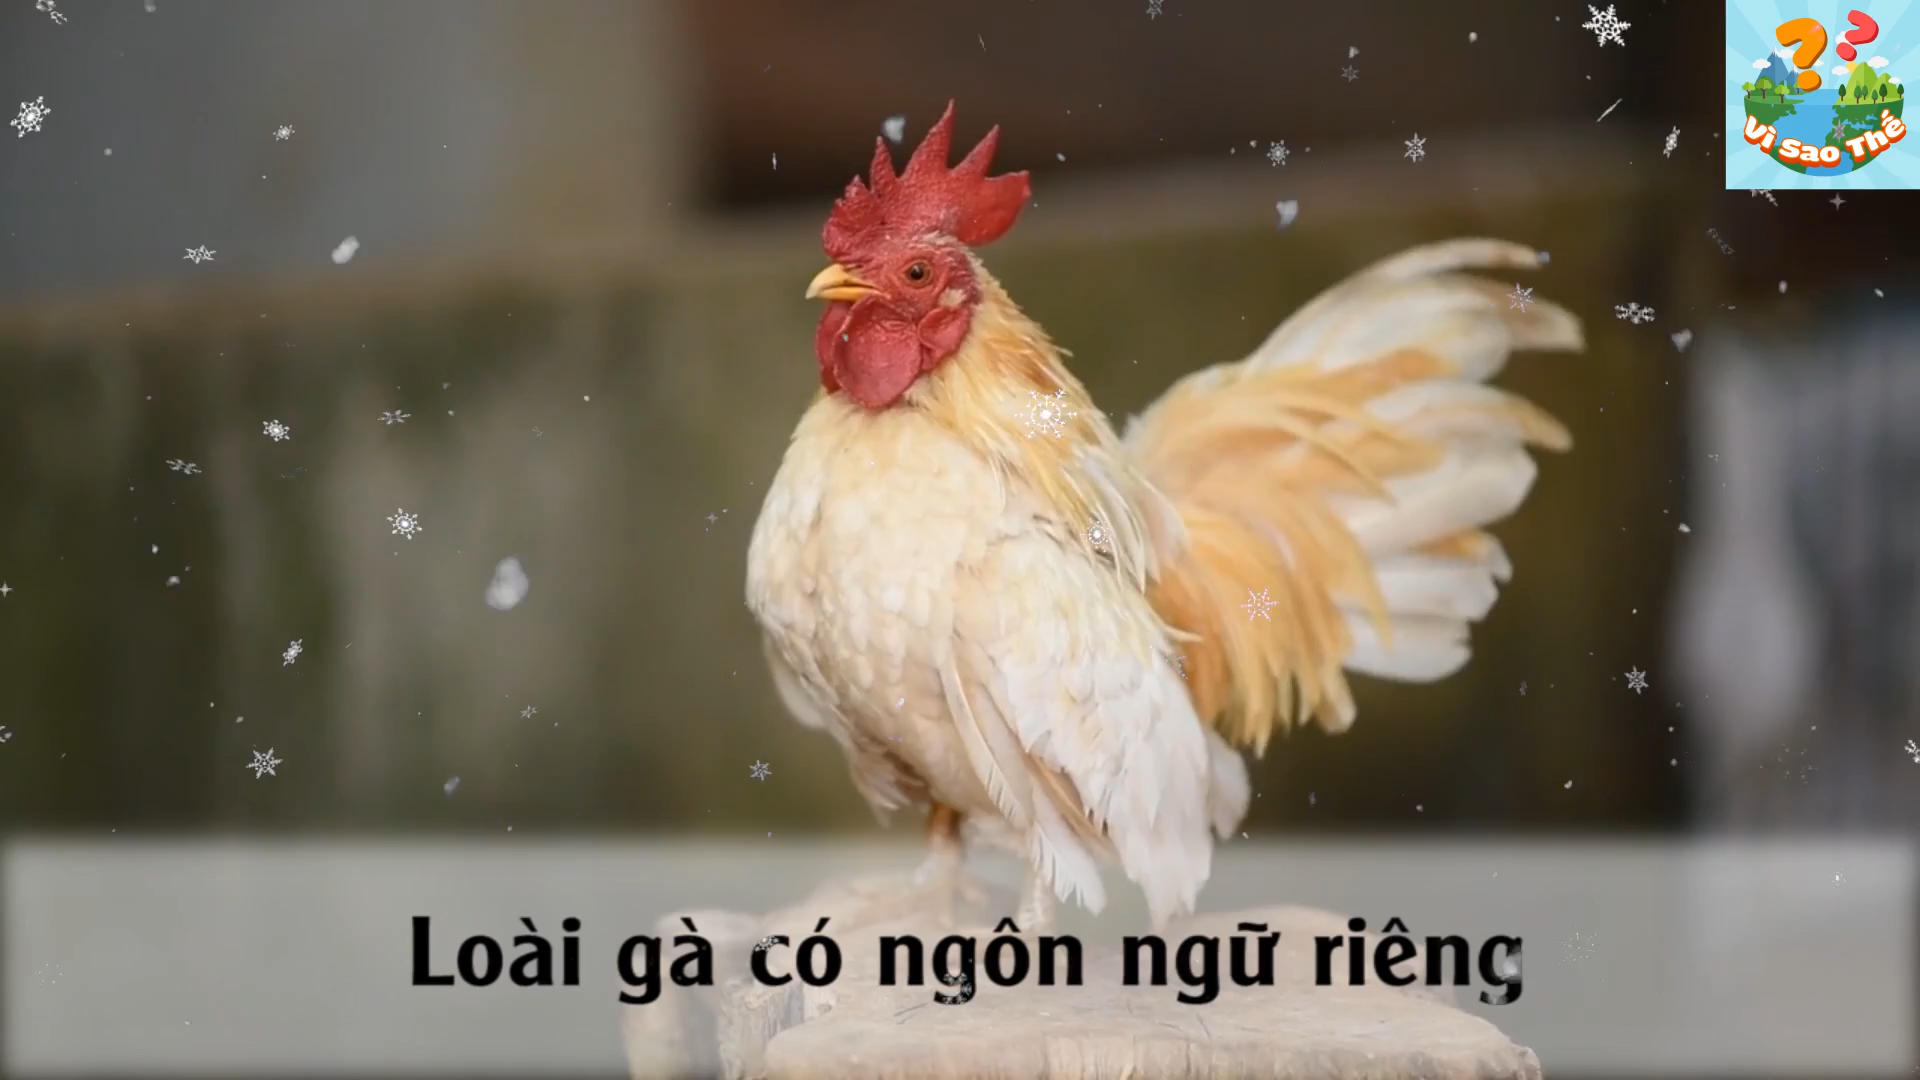 ?? 
Vì Sao Thế
Loài gà có ngôn ngữ riêng